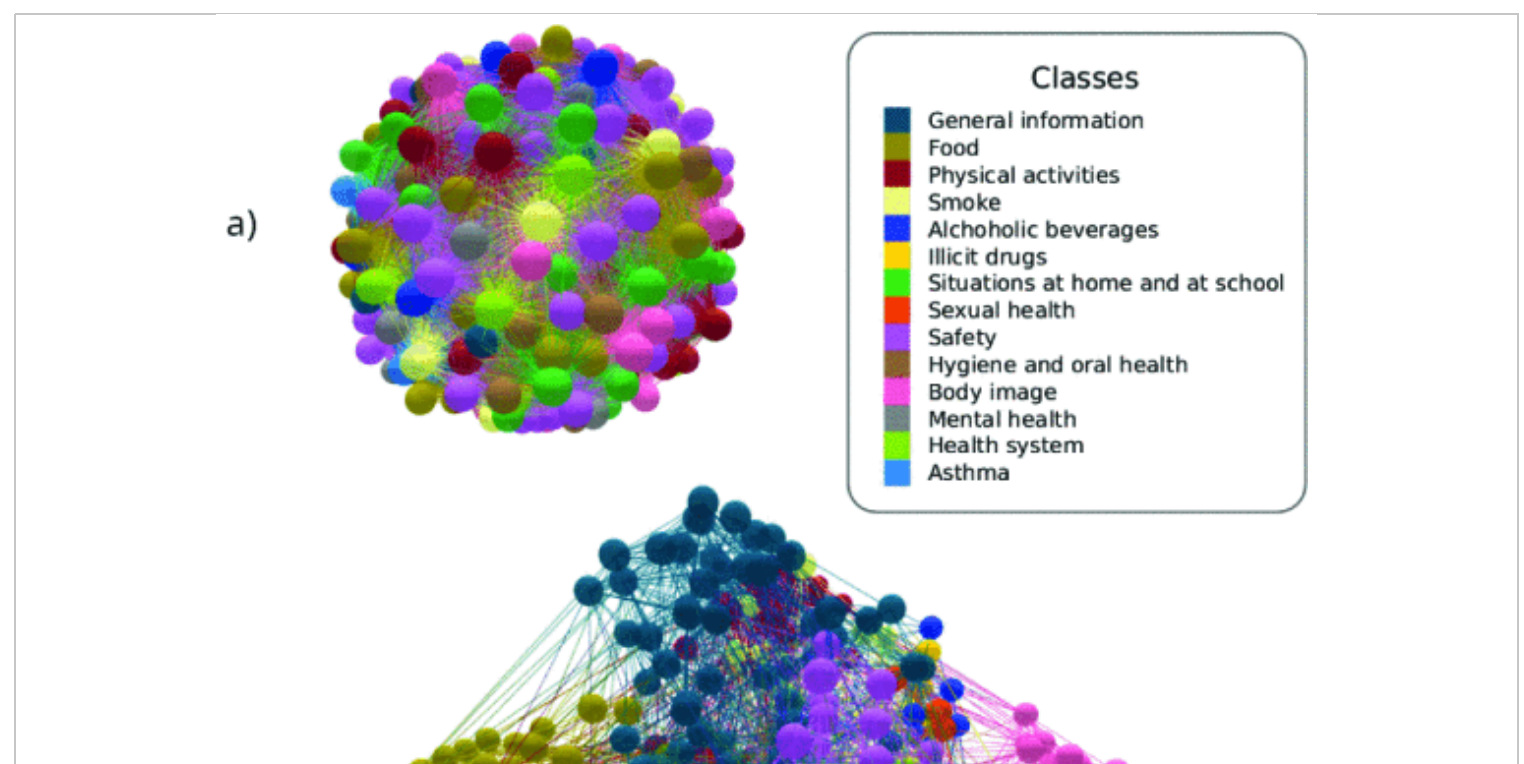 Classes
General information
Food
Physical activities
Smoke
a)
Alchoholic beverages
Illicit drugs
Situations at home and at school
Sexual health
Safety
Hygiene and oral health
Body image
Mental health
Health system
Asthma